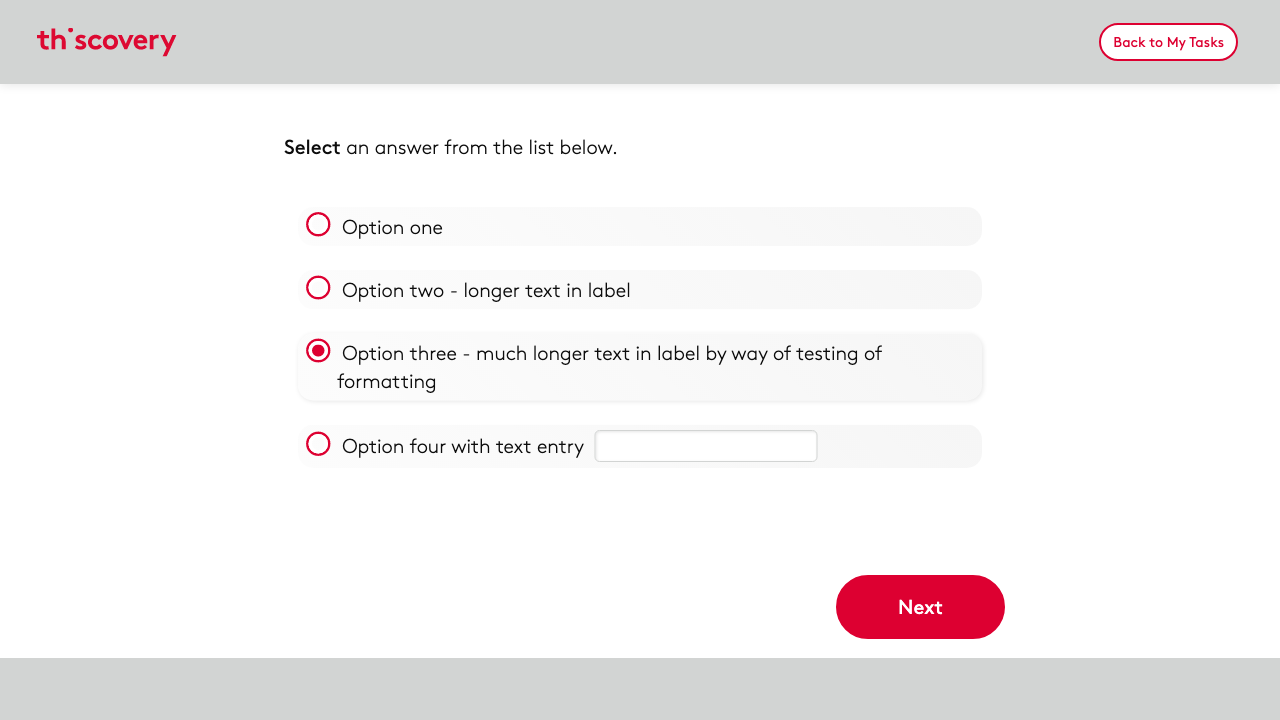 th•scovery
Back to My Tasks
Select an answer from the list below.
Option one
Option two - longer text in label
Option three - much longer text in label by way of testing of
formatting
Option four with text entry
Next